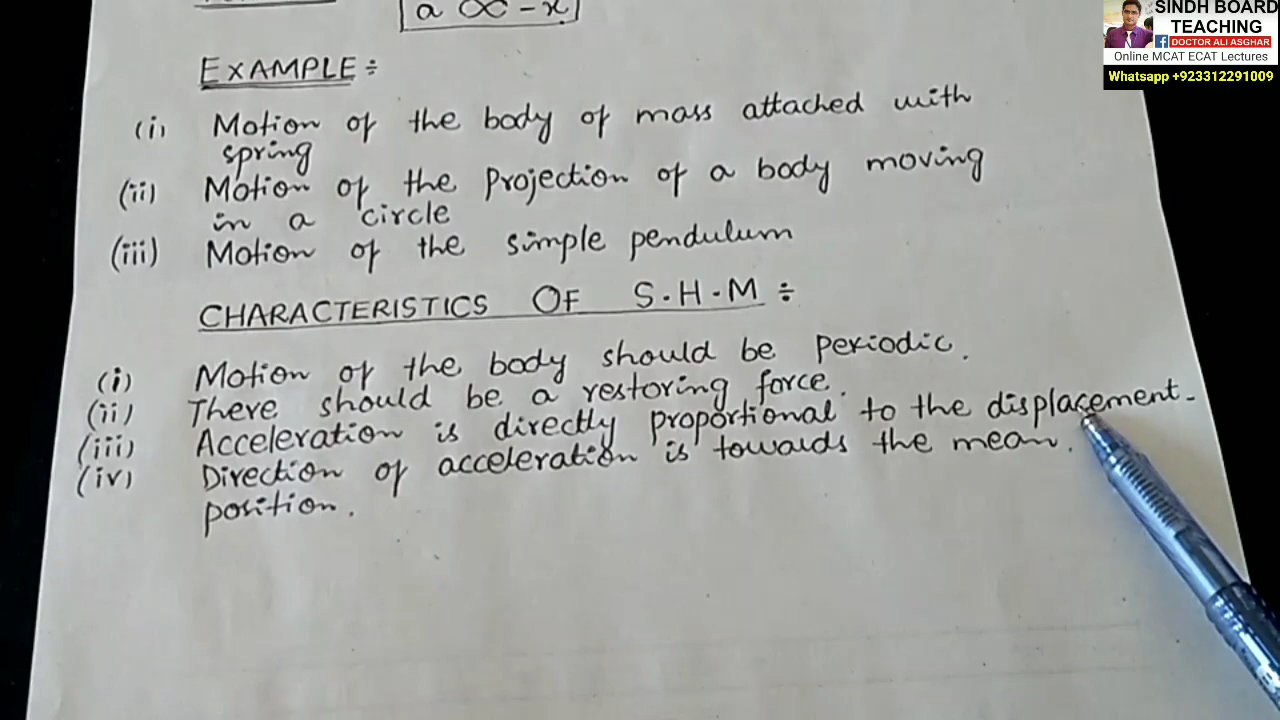 a ∝ - x
SINDH BOARD
TEACHING
DOCTOR ALI ASGHAR
Online MCAT ECAT Lectures
Whatsapp +923312291009
EXAMPLE ÷
(i) Motion of the body of mass attached with
spring
(ii) Motion of the projection of a body moving
in a circle
(iii) Motion of the simple pendulum
CHARACTERISTICS OF S.H.M ÷
(i) Motion of the body should be periodic.
(ii) There should be a restoring force.
(iii) Acceleration is directly proportional to the displacement.
(iv) Direction of acceleration is towards the mean.
position.